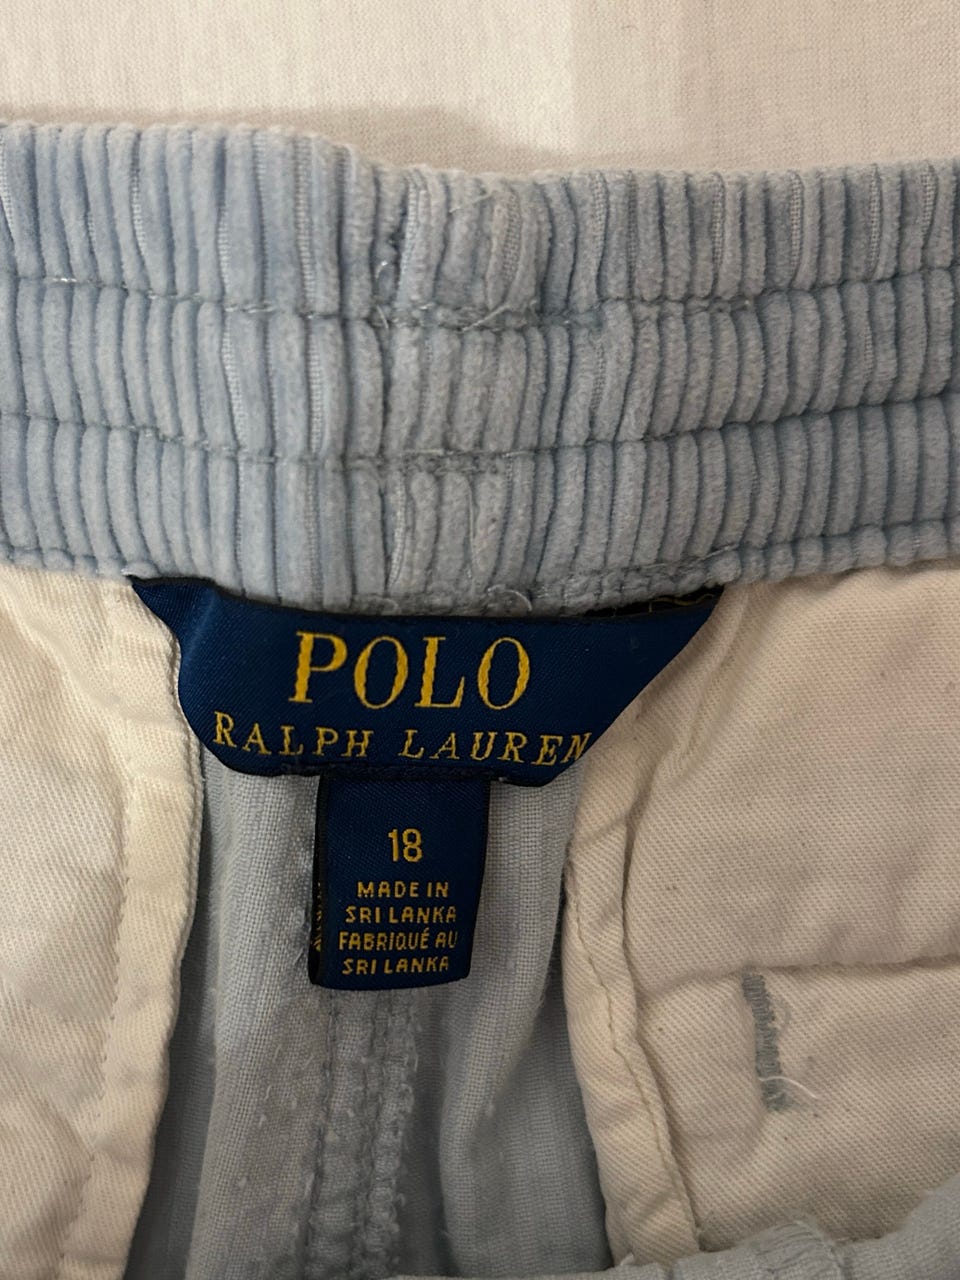 POLO
RALPH LAUREN
18
MADE IN
SRI LANKA
FABRIQUÉ AU
SRI LANKA